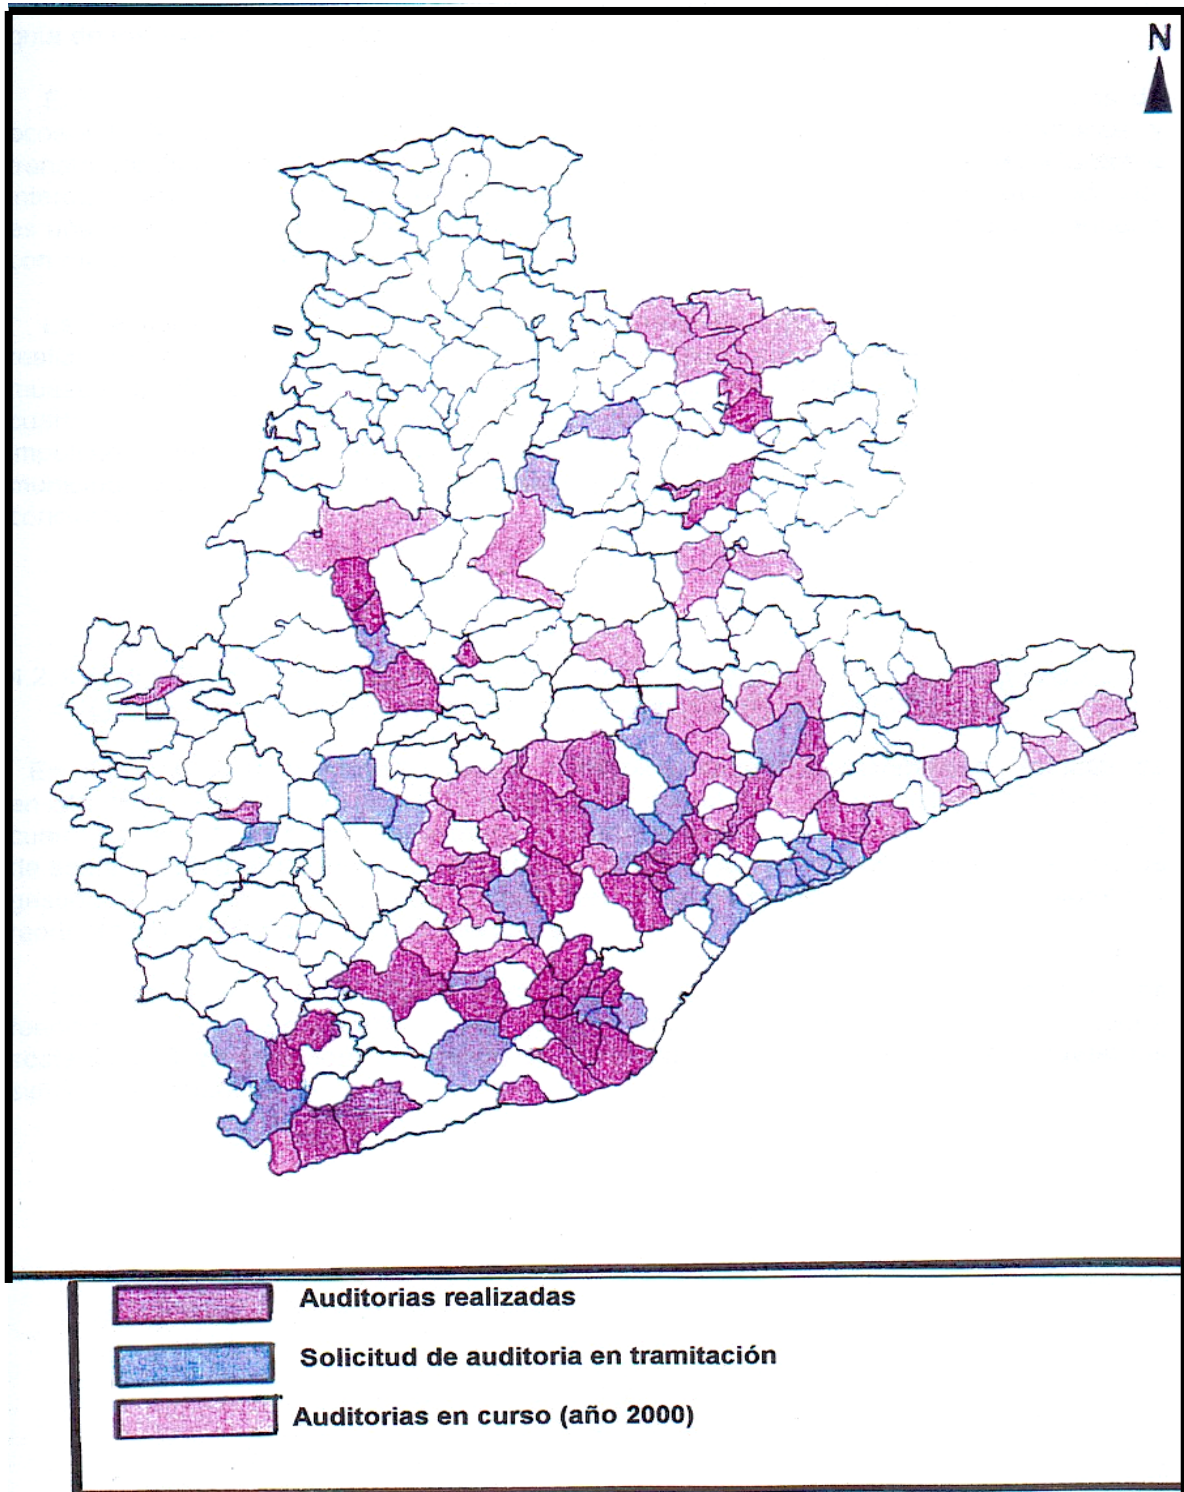 N
Auditorias realizadas
Solicitud de auditoria en tramitación
Auditorias en curso (año 2000)